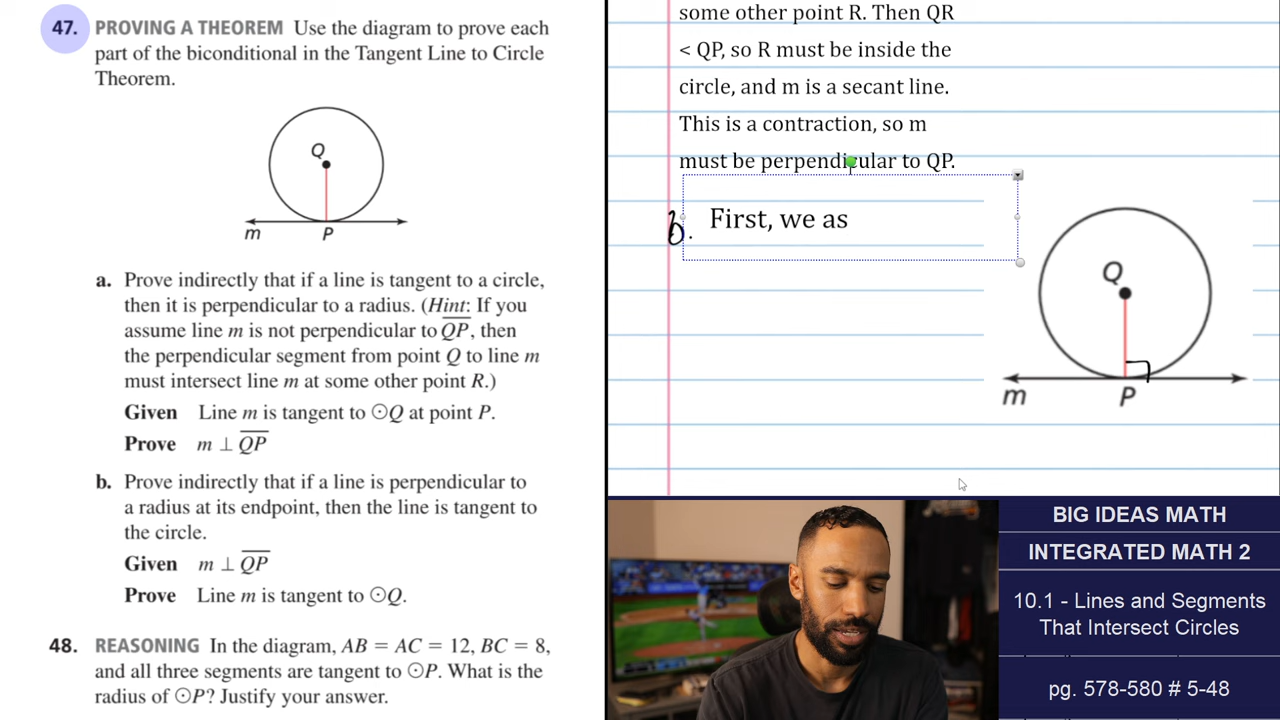 47. PROVING A THEOREM Use the diagram to prove each
part of the biconditional in the Tangent Line to Circle
Theorem.
Q
m
P
a. Prove indirectly that if a line is tangent to a circle,
then it is perpendicular to a radius. (Hint: If you
assume line m is not perpendicular to QP, then
the perpendicular segment from point Q to line m
must intersect line m at some other point R.)
Given Line m is tangent to ⊙Q at point P.
Prove m ⊥ QP
b. Prove indirectly that if a line is perpendicular to
a radius at its endpoint, then the line is tangent to
the circle.
Given m ⊥ QP
Prove Line m is tangent to ⊙Q.
48. REASONING In the diagram, AB = AC = 12, BC = 8,
and all three segments are tangent to ⊙P. What is the
radius of ⊙P? Justify your answer.
some other point R. Then QR
< QP, so R must be inside the
circle, and m is a secant line.
This is a contraction, so m
must be perpendicular to QP.
b. First, we as
Q
m
P
BIG IDEAS MATH
INTEGRATED MATH 2
10.1 - Lines and Segments
That Intersect Circles
pg. 578-580 # 5-48